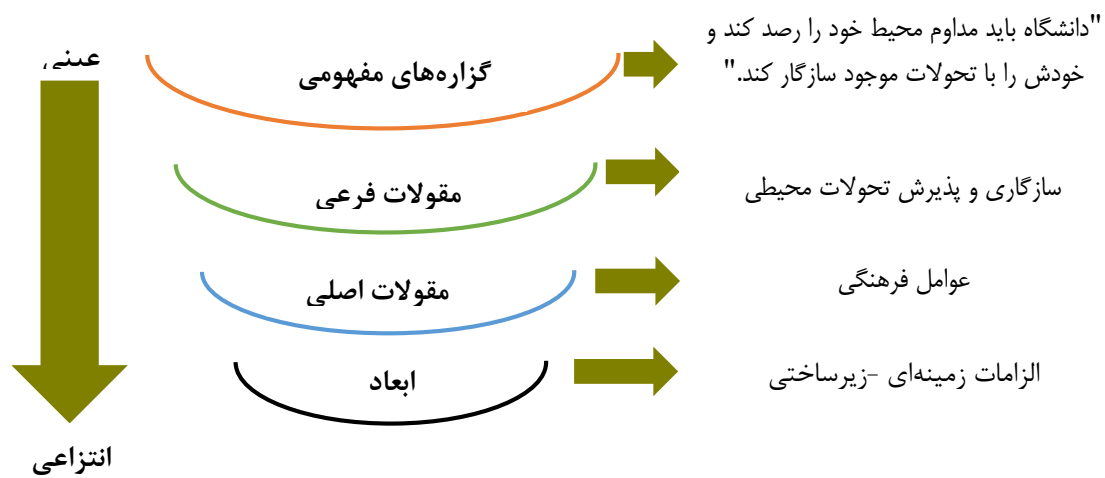 عینی
گزاره‌های مفهومی
"دانشگاه باید مداوم محیط خود را رصد کند و
خودش را با تحولات موجود سازگار کند."
مقولات فرعی
سازگاری و پذیرش تحولات محیطی
مقولات اصلی
عوامل فرهنگی
ابعاد
الزامات زمینه‌ای -زیرساختی
انتزاعی